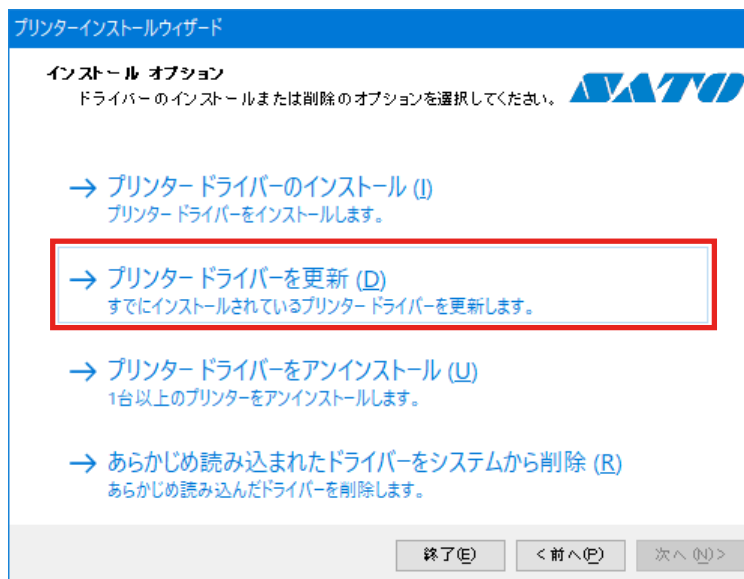 プリンターインストールウィザード
インストール オプション
ドライバーのインストールまたは削除のオプションを選択してください。
SATO
→ プリンター ドライバーのインストール (I)
プリンター ドライバーをインストールします。
→ プリンター ドライバーを更新 (D)
すでにインストールされているプリンター ドライバーを更新します。
→ プリンター ドライバーをアンインストール (U)
1台以上のプリンターをアンインストールします。
→ あらかじめ読み込まれたドライバーをシステムから削除 (R)
あらかじめ読み込んだドライバーを削除します。
終了(E) <前へ(P) 次へ(N)>